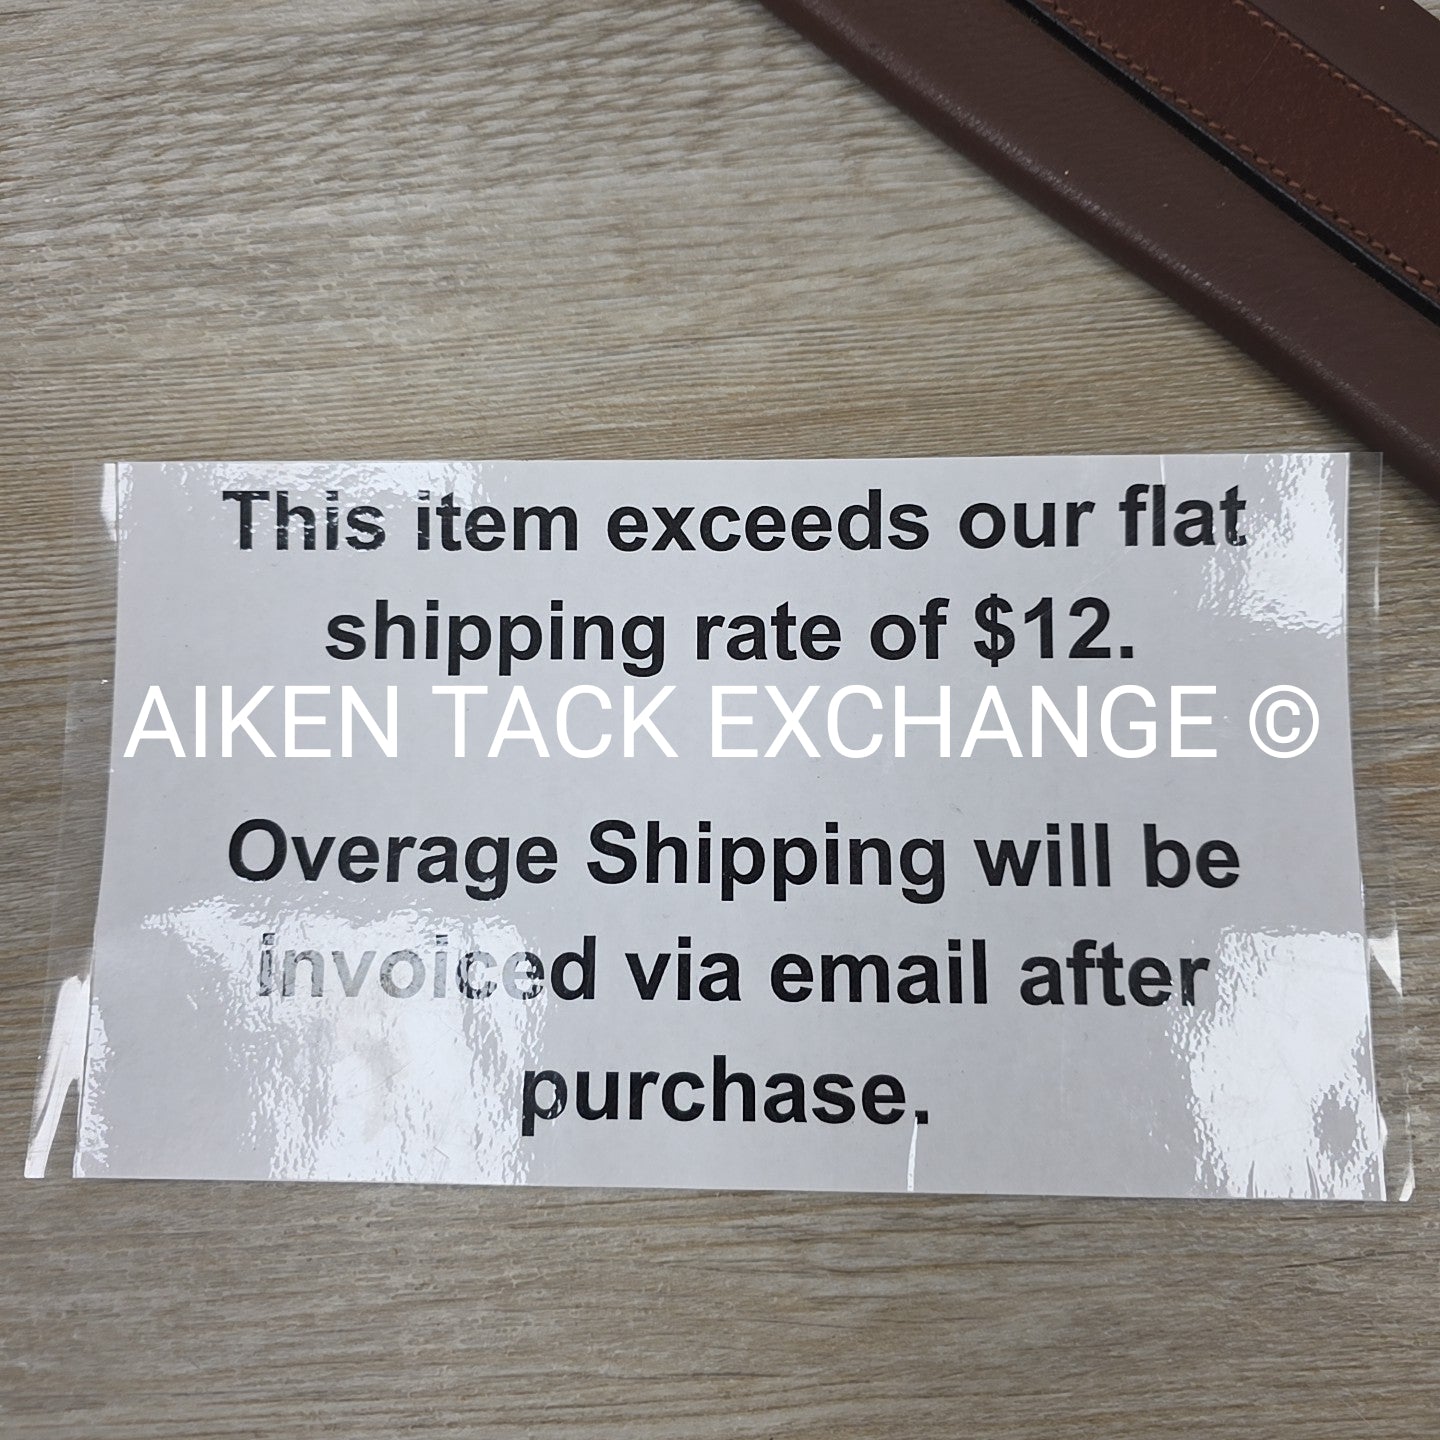 This item exceeds our flat
shipping rate of $12.
AIKEN TACK EXCHANGE ©
Overage Shipping will be
invoiced via email after
purchase.